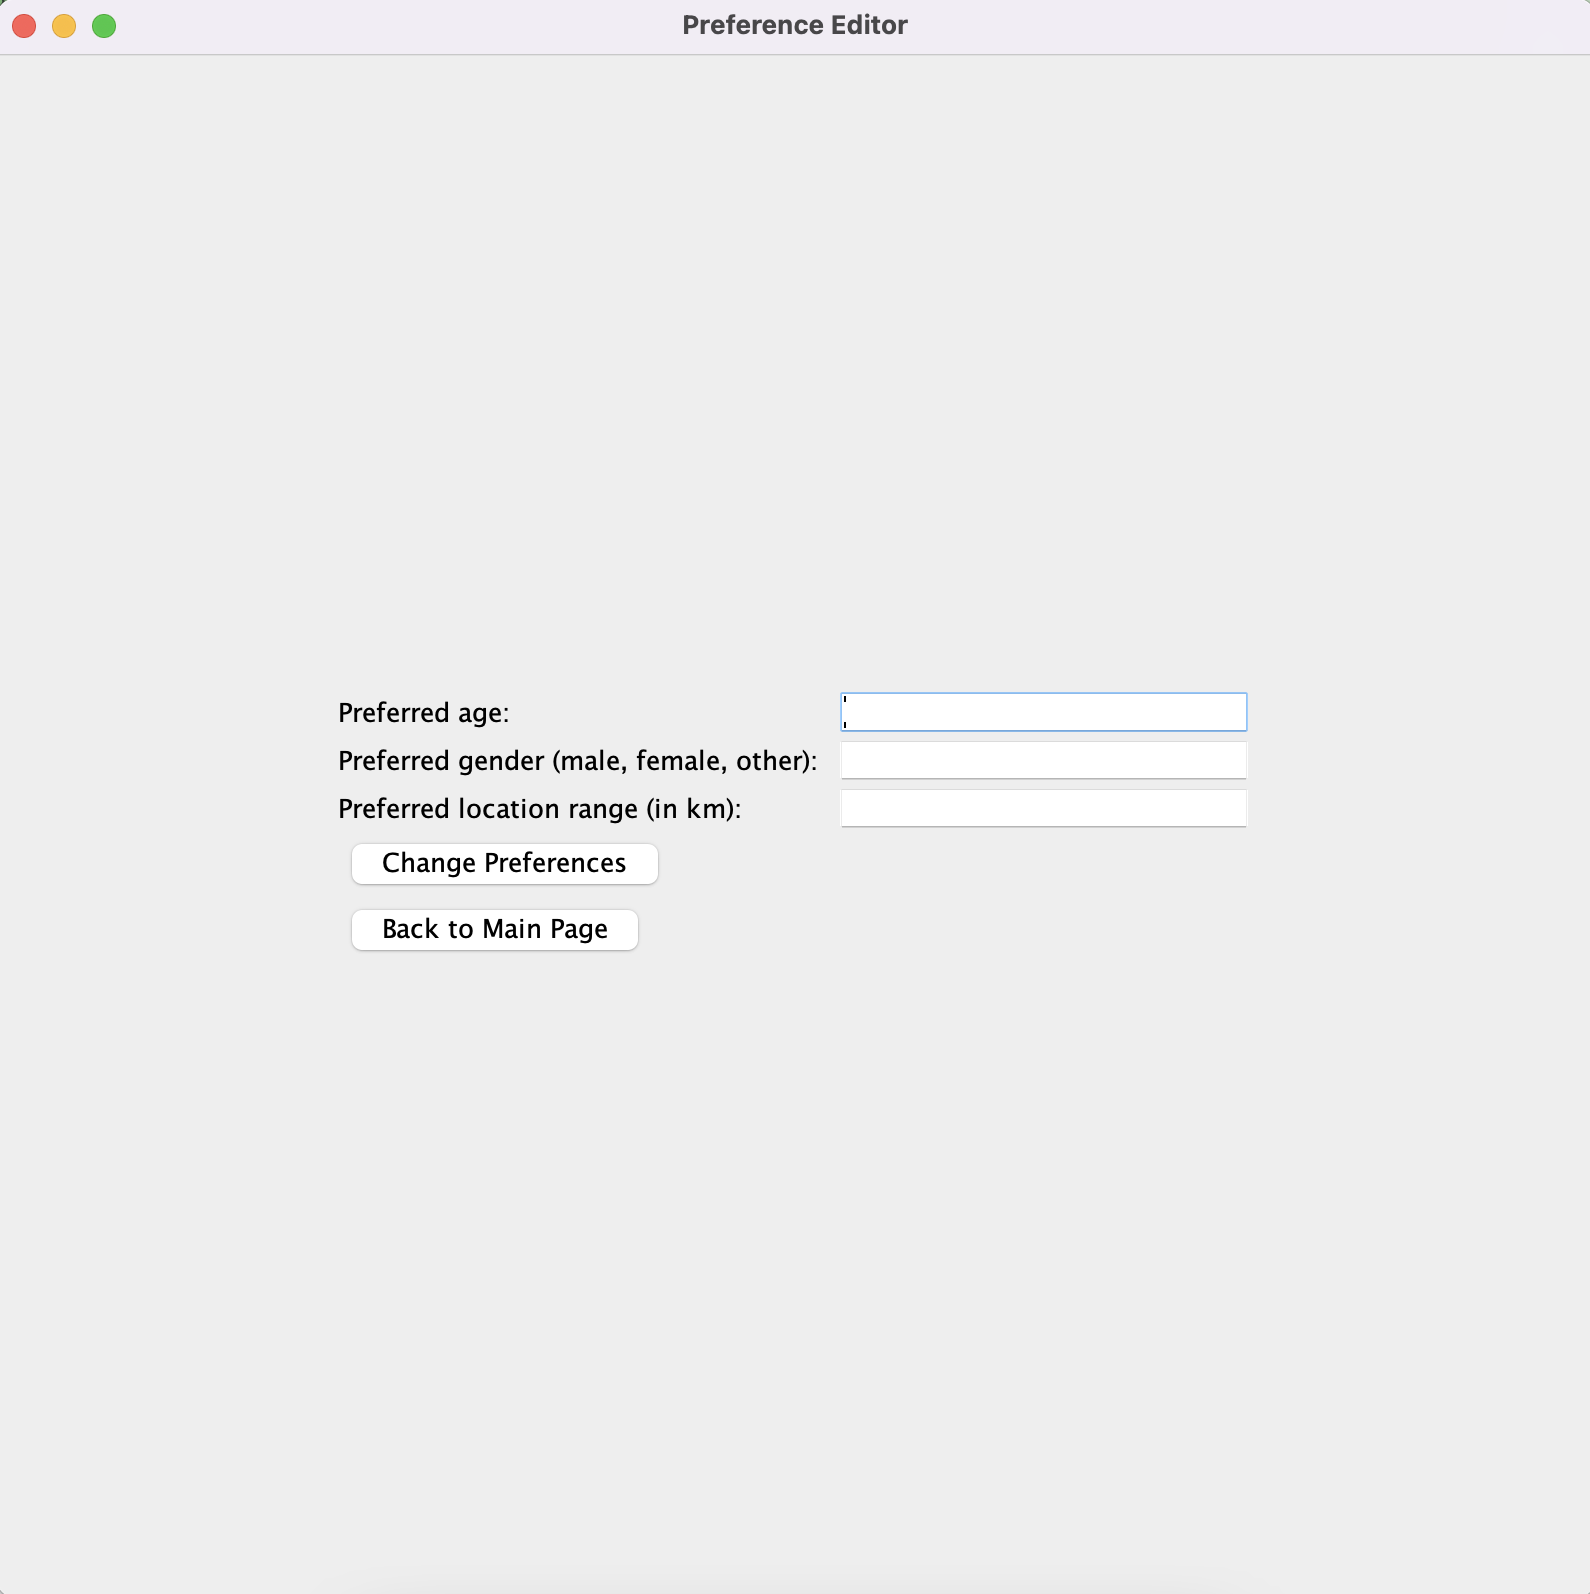 Preference Editor
Preferred age:
Preferred gender (male, female, other):
Preferred location range (in km):
Change Preferences
Back to Main Page